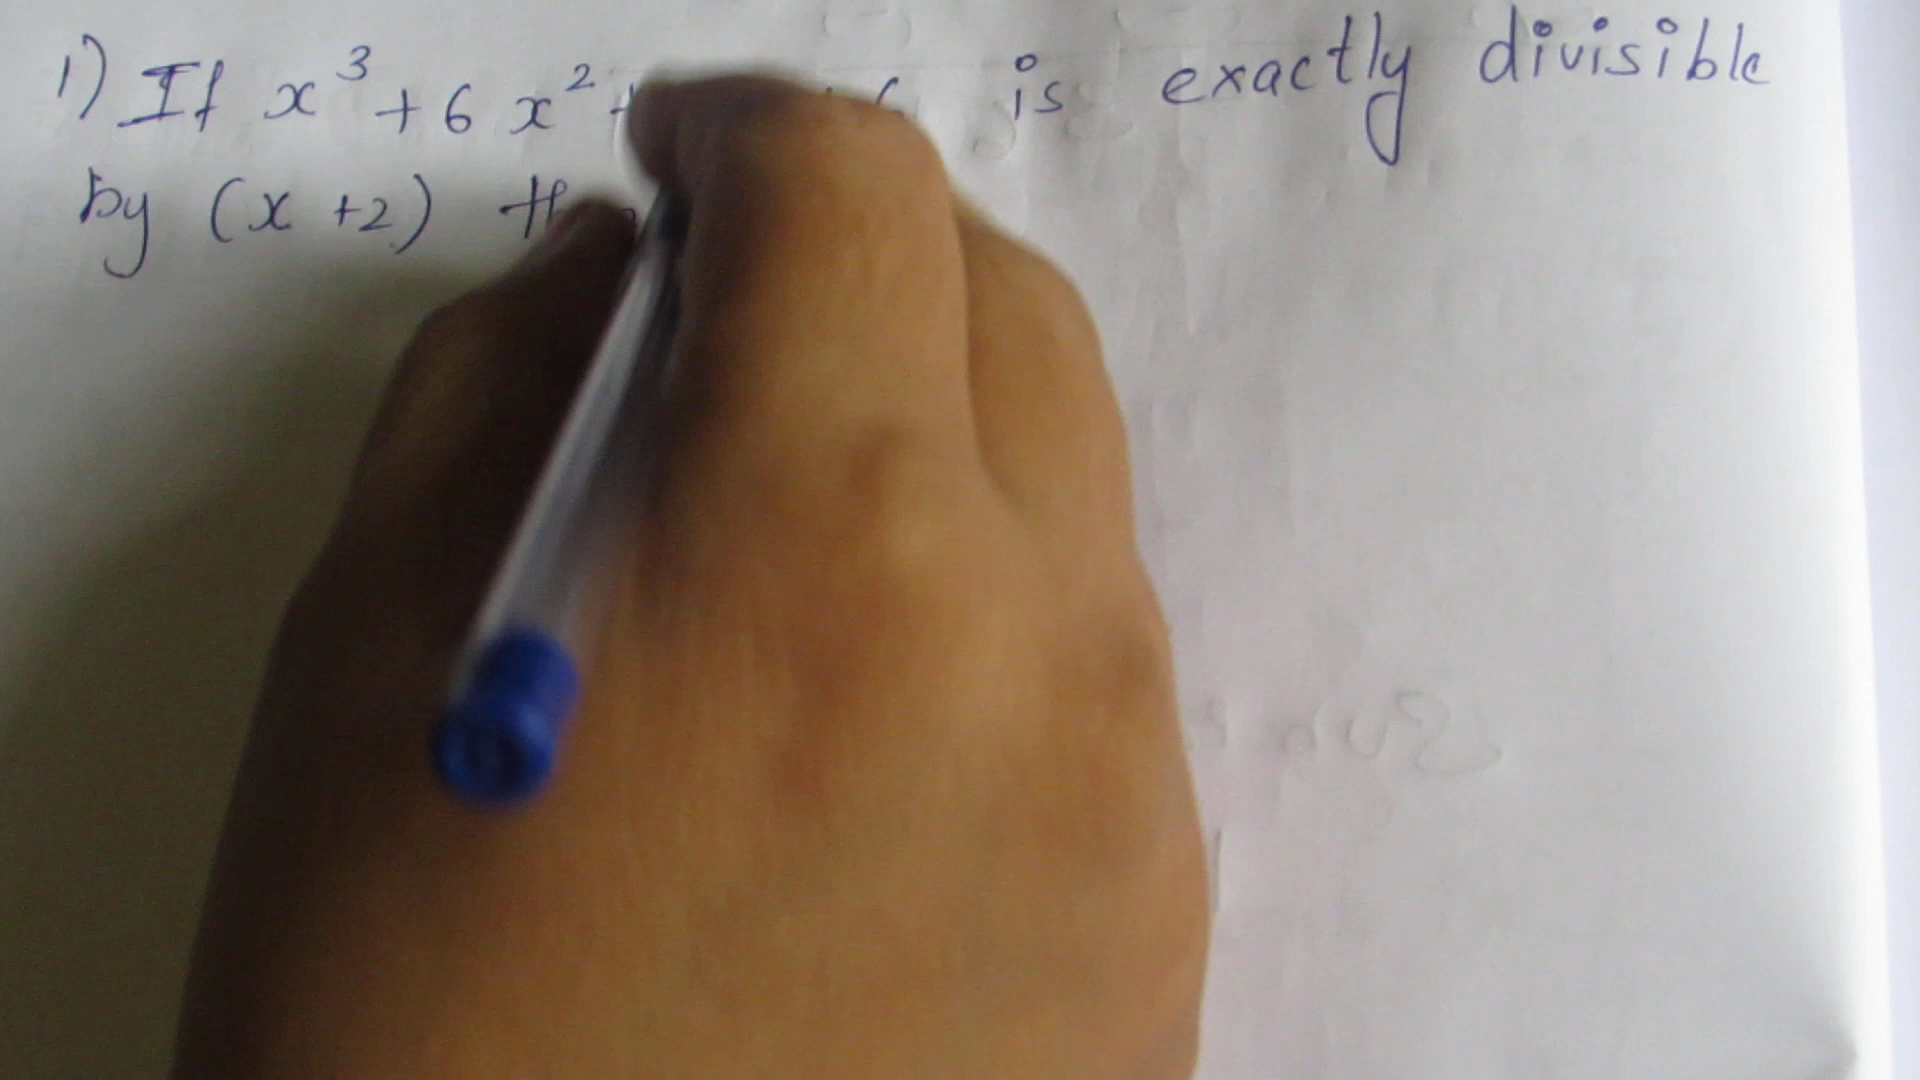 1) If x³ + 6x² + is exactly divisible
by (x +2)